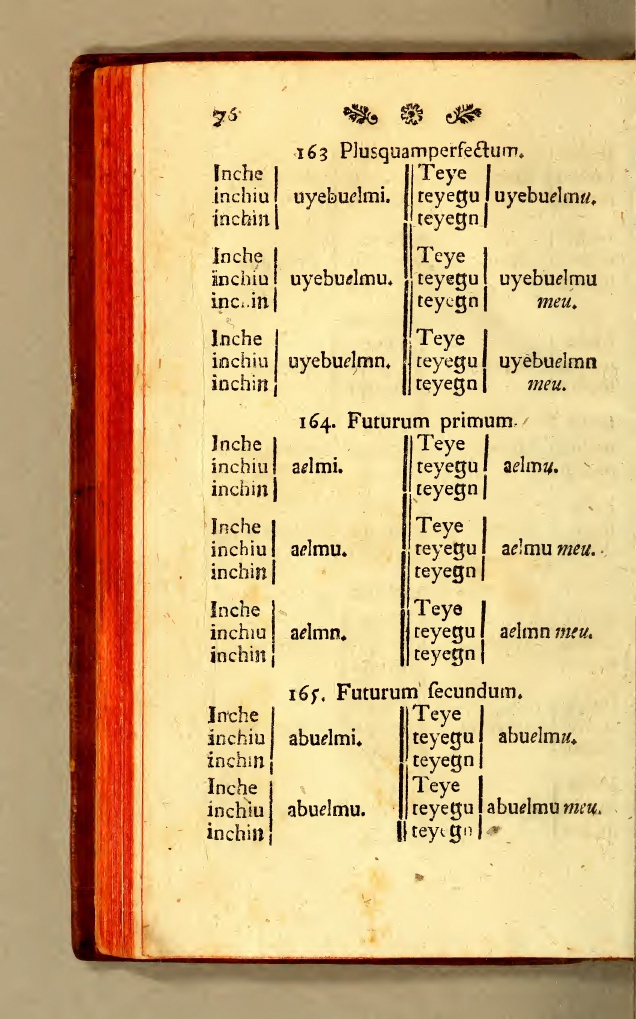 76
163 Plusquamperfectum.
Inche Teye
inchiu uyebuelmi. teyegu uyebuelmu.
inchin teyegn
Inche Teye
inchiu uyebuelmu. teyegu uyebuelmu
inchin teyegn meu.
Inche Teye
inchiu uyebuelmn. teyegu uyebuelmn
inchin teyegn meu.
164. Futurum primum.
Inche Teye
inchiu aelmi. teyegu aelmu.
inchin teyegn
Inche Teye
inchiu aelmu. teyegu aelmu meu.
inchin teyegn
Inche Teye
inchiu aelmn. teyegu aelmn meu.
inchin teyegn
165. Futurum ſecundum.
Inche Teye
inchiu abuelmi. teyegu abuelmu.
inchin teyegn
Inche Teye
inchiu abuelmu. teyegu abuelmu meu.
inchin teyegn